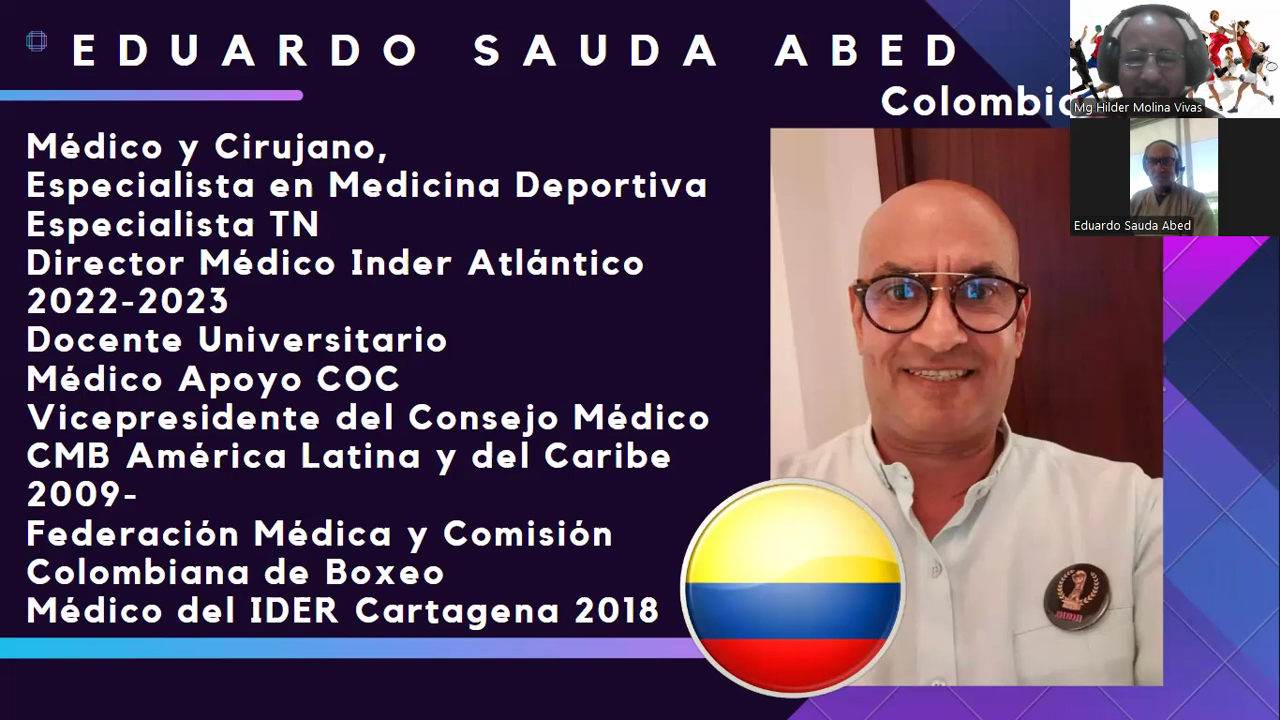 EDUARDO SAUDA ABED
Colombia
Médico y Cirujano,
Especialista en Medicina Deportiva
Especialista TN
Director Médico Inder Atlántico
2022-2023
Docente Universitario
Médico Apoyo COC
Vicepresidente del Consejo Médico
CMB América Latina y del Caribe
2009-
Federación Médica y Comisión
Colombiana de Boxeo
Médico del IDER Cartagena 2018
Mg Hilder Molina Vivas
Eduardo Sauda Abed